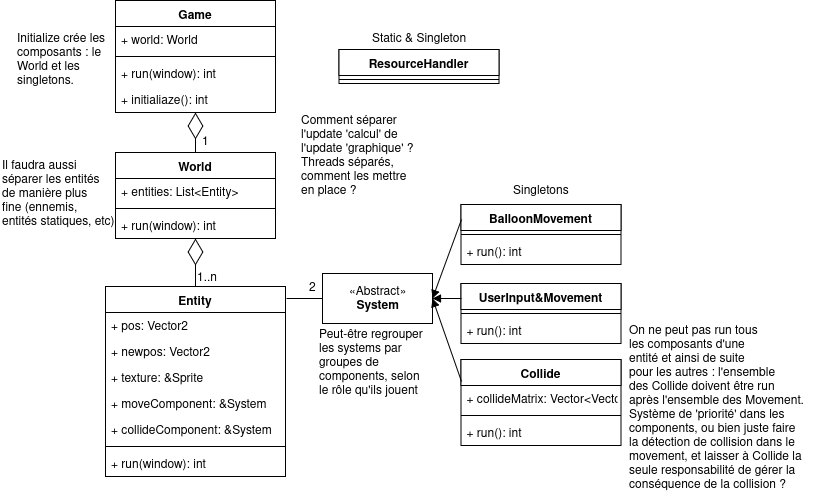 Game
+ world: World
+ run(window): int
+ initialiaze(): int
Initialize crée les
composants : le
World et les
singletons.
Static & Singleton
ResourceHandler
1
World
+ entities: List<Entity>
+ run(window): int
Il faudra aussi
séparer les entités
de manière plus
fine (ennemis,
entités statiques, etc)
Comment séparer
l'update 'calcul' de
l'update 'graphique' ?
Threads séparés,
comment les mettre
en place ?
1..n
Entity
+ pos: Vector2
+ newpos: Vector2
+ texture: &Sprite
+ moveComponent: &System
+ collideComponent: &System
+ run(window): int
2
«Abstract»
System
Peut-être regrouper
les systems par
groupes de
components, selon
le rôle qu'ils jouent
Singletons
BalloonMovement
+ run(): int
UserInput&Movement
+ run(): int
Collide
+ collideMatrix: Vector<Vecto
+ run(): int
On ne peut pas run tous
les composants d'une
entité et ainsi de suite
pour les autres : l'ensemble
des Collide doivent être run
après l'ensemble des Movement.
Système de 'priorité' dans les
components, ou bien juste faire
la détection de collision dans le
movement, et laisser à Collide la
seule responsabilité de gérer la
conséquence de la collision ?